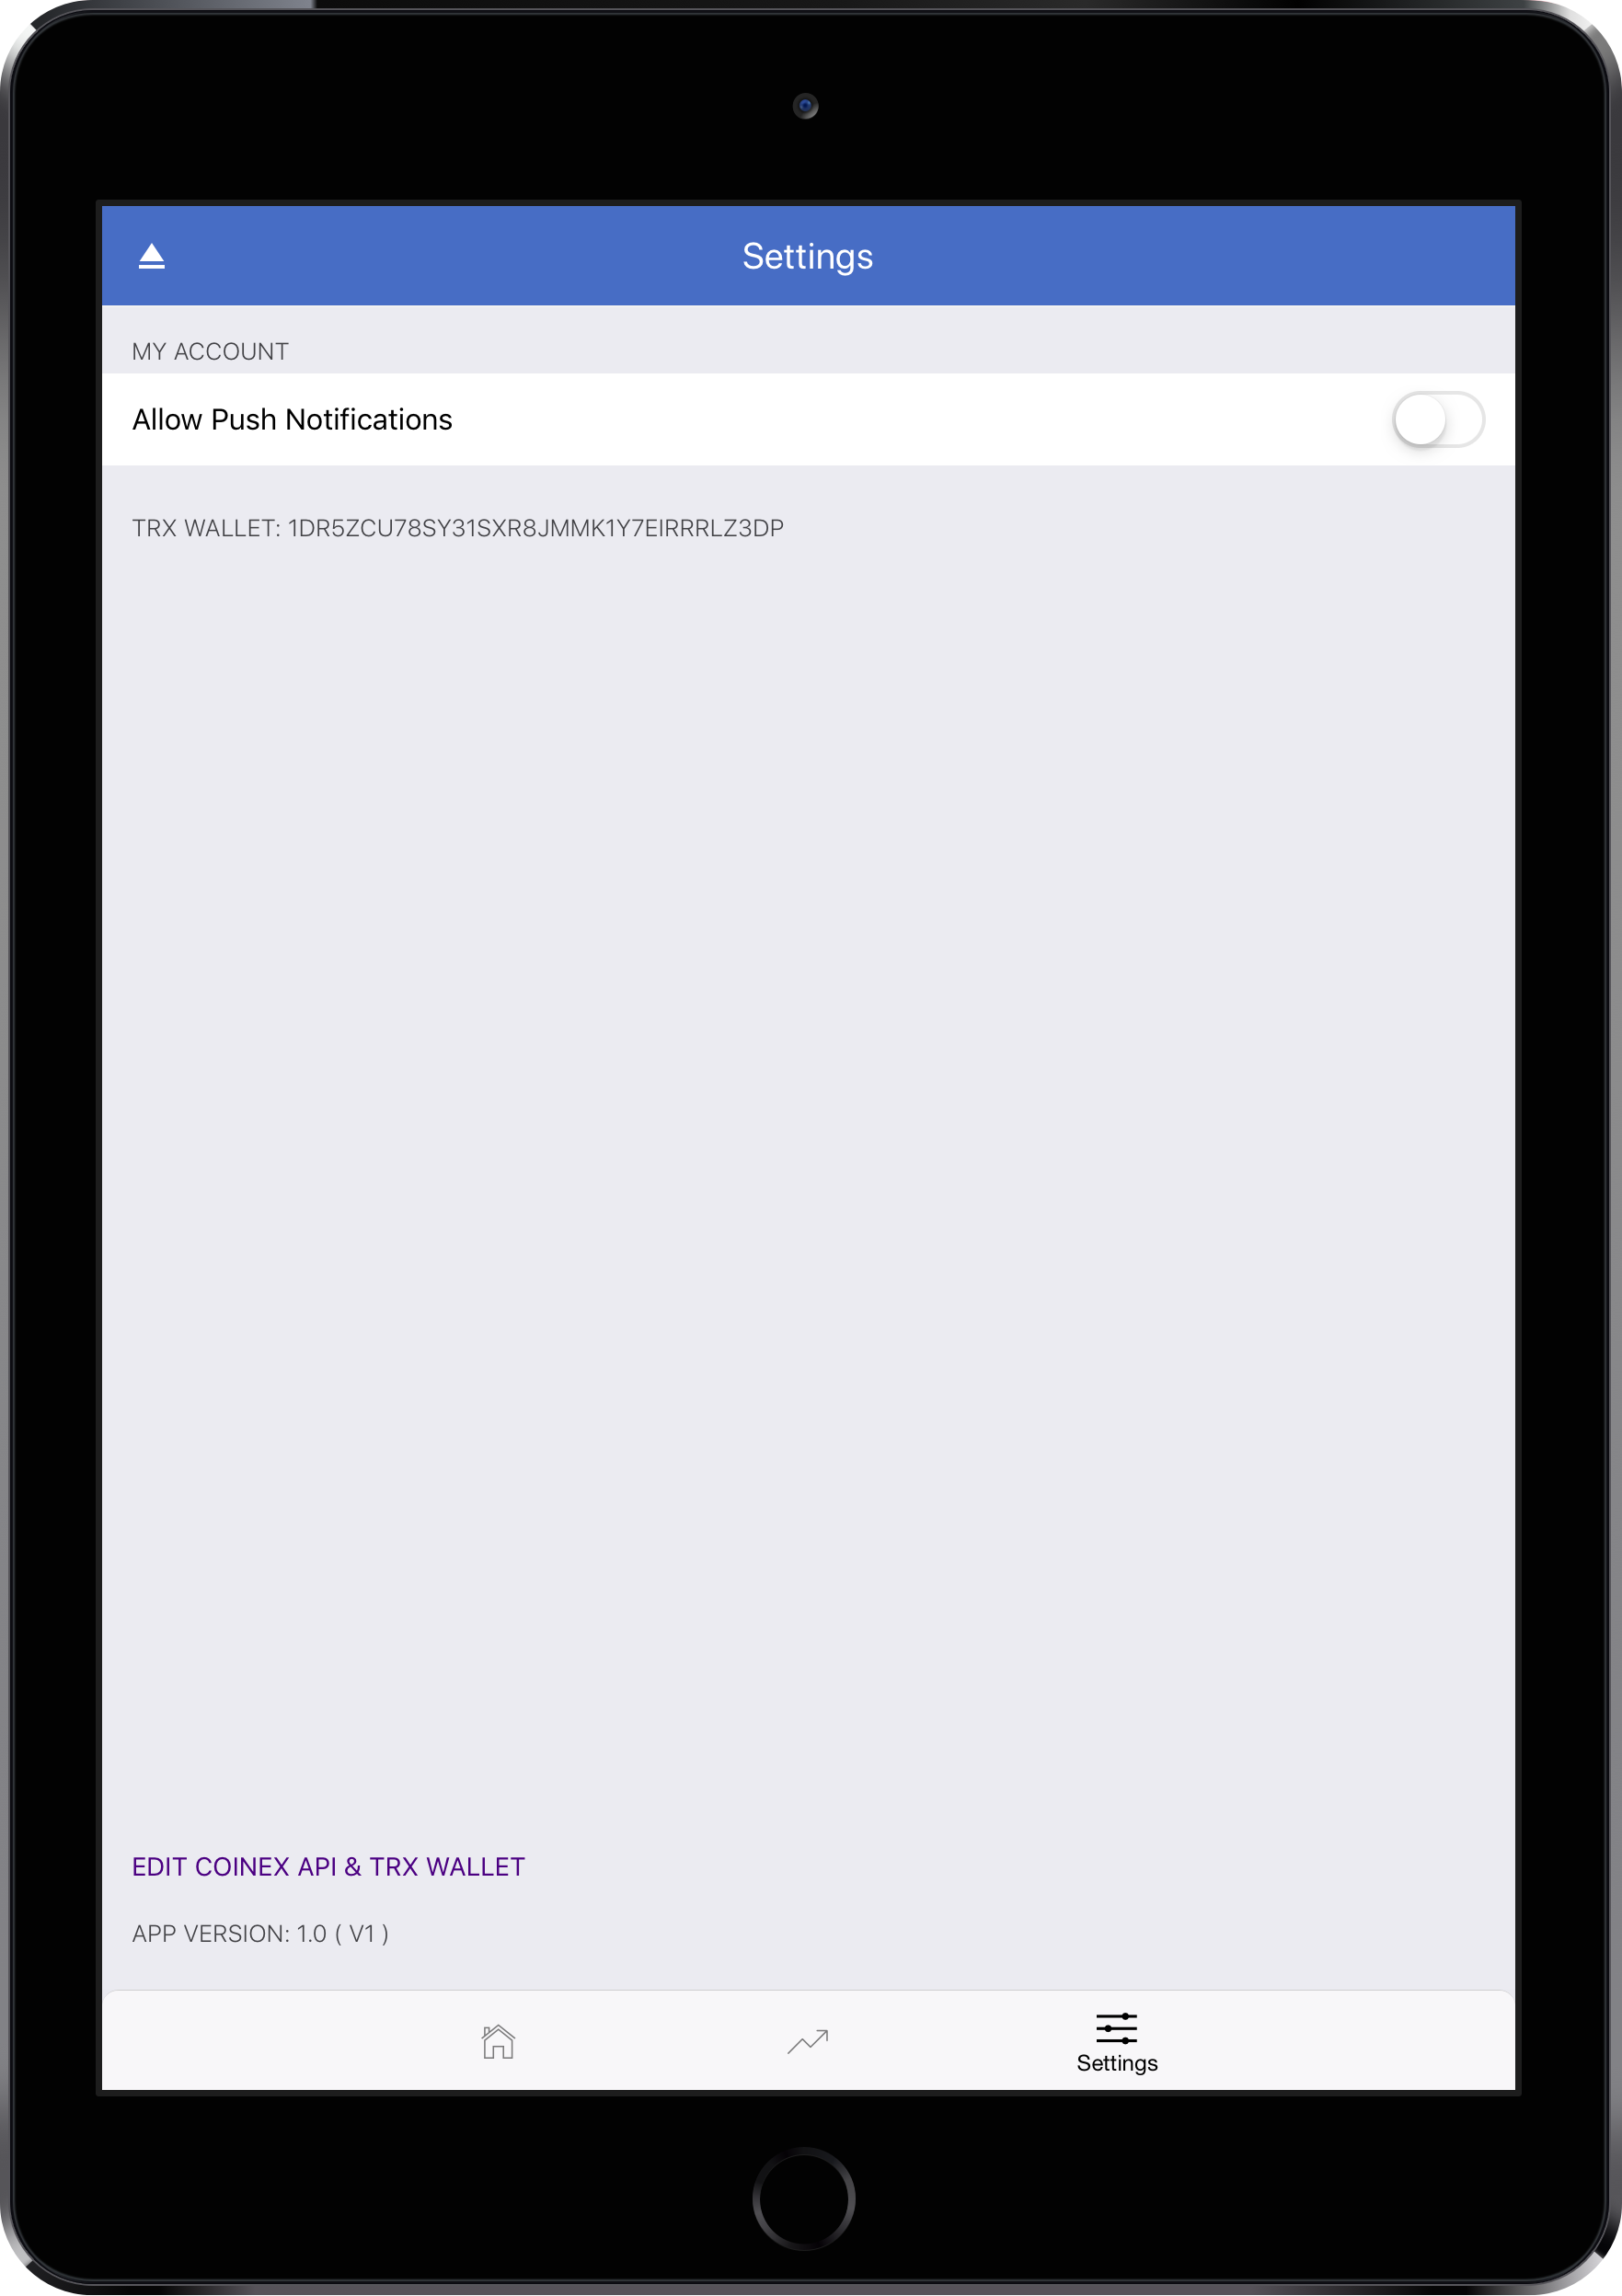 Settings
MY ACCOUNT
Allow Push Notifications
TRX WALLET: 1DR5ZCU78SY31SXR8JMMK1Y7EIRRRLZ3DP
EDIT COINEX API & TRX WALLET
APP VERSION: 1.0 ( V1 )
Settings